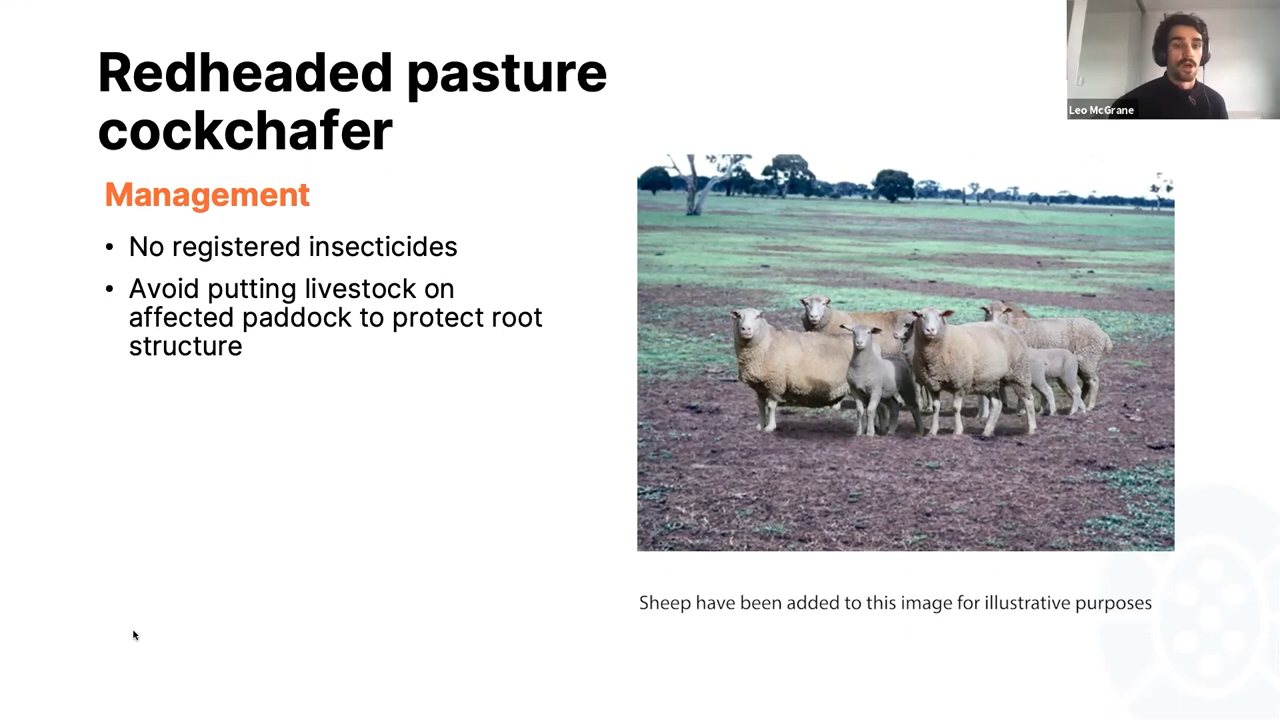 Redheaded pasture
cockchafer
Management
• No registered insecticides
• Avoid putting livestock on
affected paddock to protect root
structure
Leo McGrane
Sheep have been added to this image for illustrative purposes